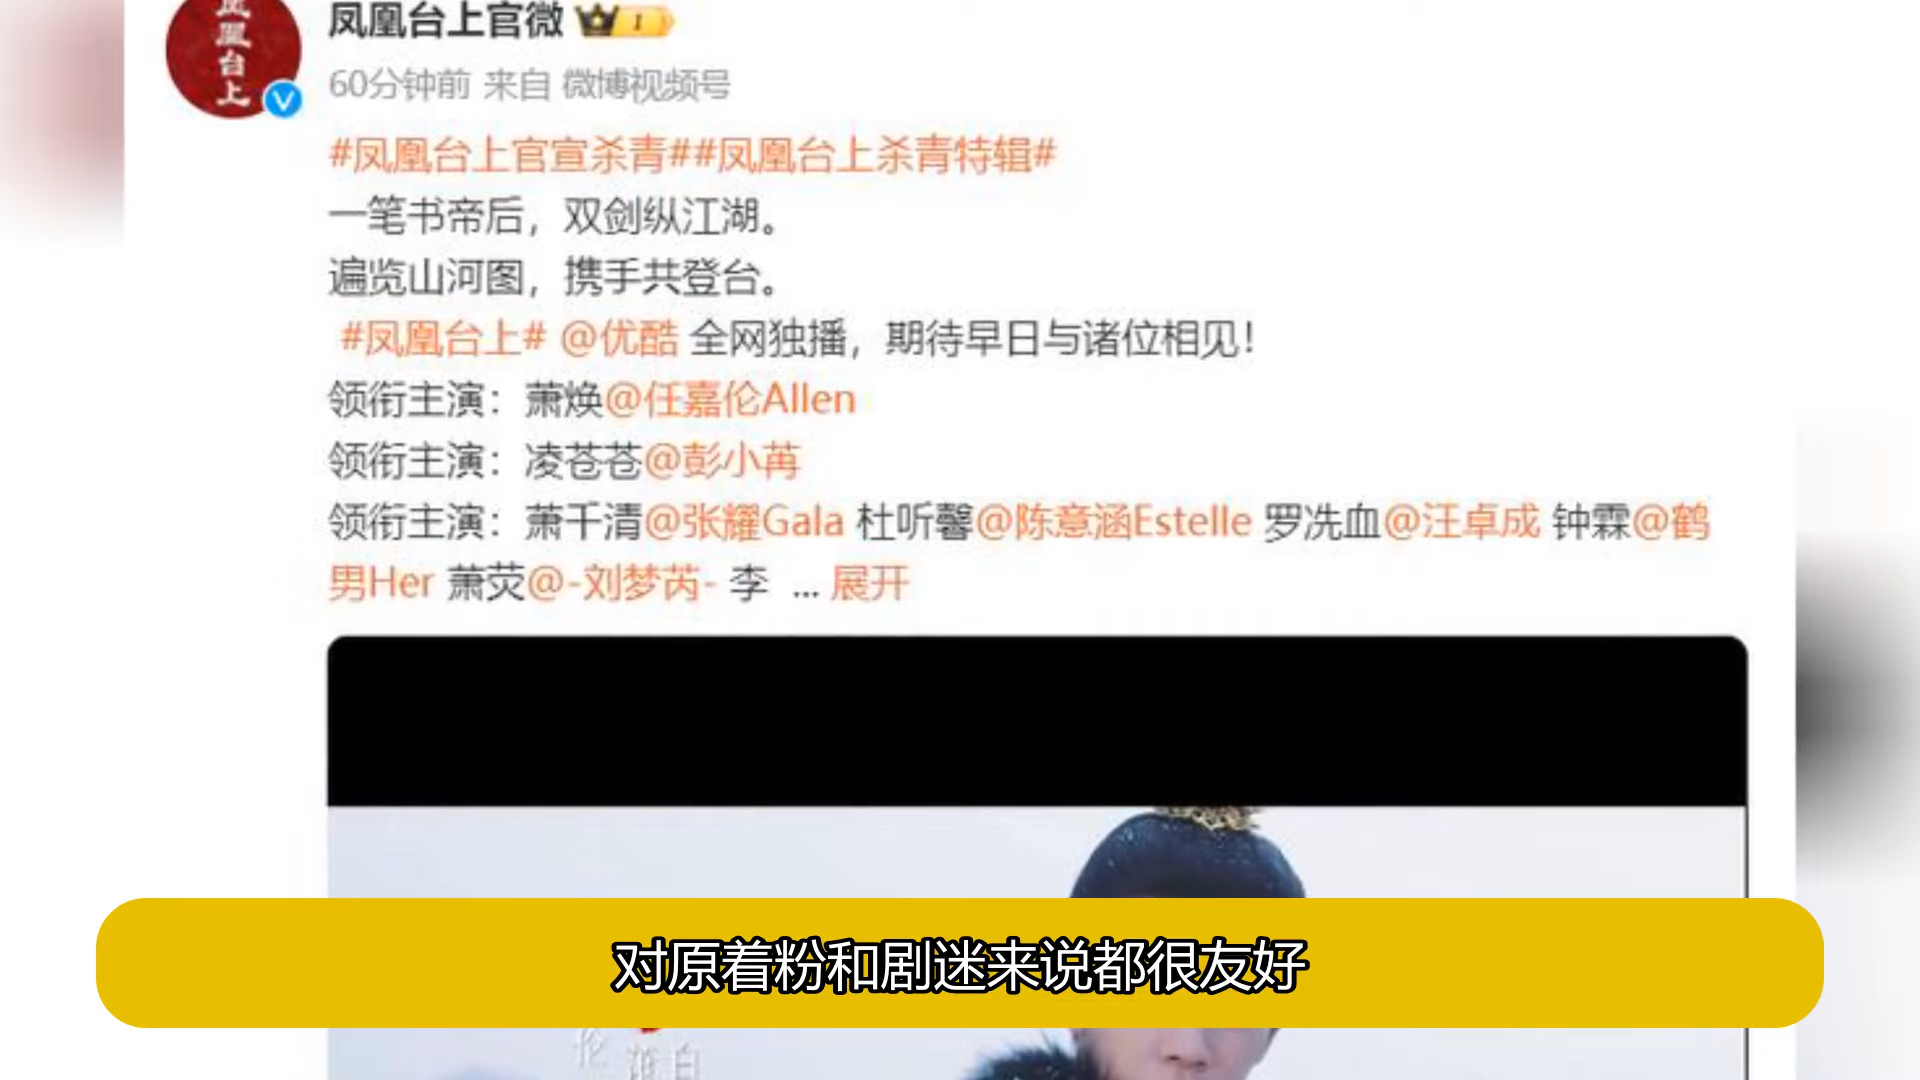 凤凰台上
凤凰台上官微
1
60分钟前 来自 微博视频号
#凤凰台上官宣杀青##凤凰台上杀青特辑#
一笔书帝后，双剑纵江湖。
遍览山河图，携手共登台。
#凤凰台上# @优酷 全网独播，期待早日与诸位相见！
领衔主演：萧焕@任嘉伦Allen
领衔主演：凌苍苍@彭小苒
领衔主演：萧千清@张耀Gala 杜听馨@陈意涵Estelle 罗冼血@汪卓成 钟霖@鹤
男Her 萧荧@-刘梦芮- 李 ... 展开
对原着粉和剧迷来说都很友好